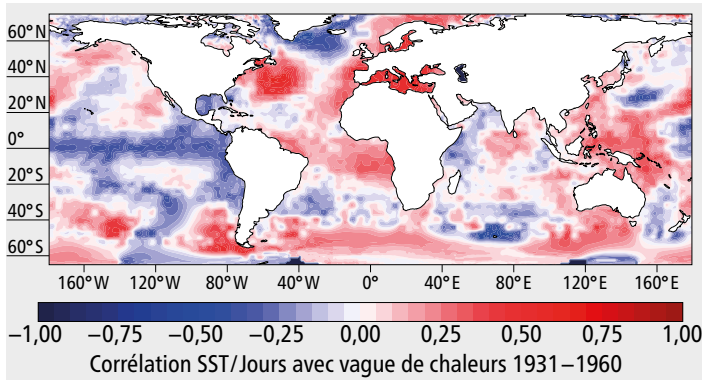 60°N
40°N
20°N
0°
20°S
40°S
60°S
160°W 120°W 80°W 40°W 0° 40°E 80°E 120°E 160°E
−1,00 −0,75 −0,50 −0,25 0,00 0,25 0,50 0,75 1,00
Corrélation SST/Jours avec vague de chaleurs 1931−1960